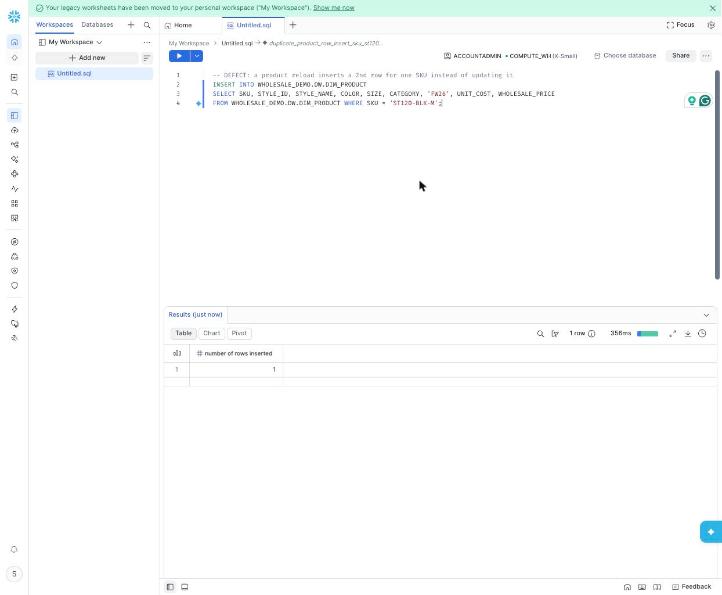 Your legacy worksheets have been moved to your personal workspace ("My Workspace"). Show me now
Workspaces
Databases
Home
Untitled.sql
Focus
My Workspace
My Workspace > Untitled.sql
duplicate_product_row_insert_sku_st120.
ACCOUNTADMIN • COMPUTE_WH (X-Small)
Choose database
Share
Add new
Untitled.sql
1 -- DEFECT: a product reload inserts a 2nd row for one SKU instead of updating it
2 INSERT INTO WHOLESALE_DEMO.DW.DIM_PRODUCT
3 SELECT SKU, STYLE_ID, STYLE_NAME, COLOR, SIZE, CATEGORY, 'FW26', UNIT_COST, WHOLESALE_PRICE
4 FROM WHOLESALE_DEMO.DW.DIM_PRODUCT WHERE SKU = 'ST120-BLK-M';
Results (just now)
Table
Chart
Pivot
1 row
356ms
# number of rows inserted
1 1
S
Feedback